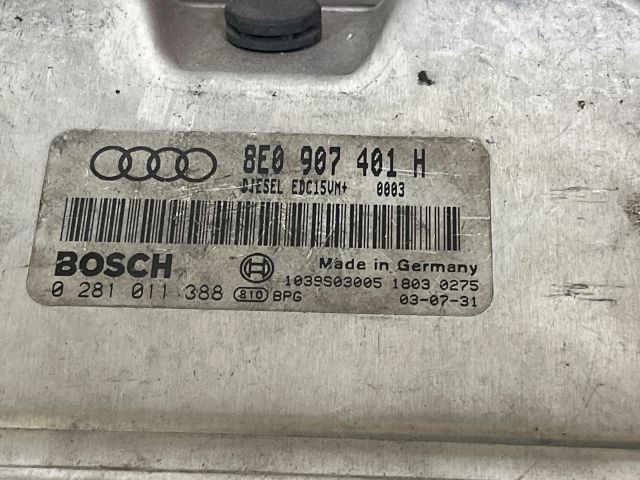 8E0 907 401 H
DIESEL EDC15VM+ 0003
BOSCH
Made in Germany
0 281 011 388 810 BPG
1039S03005 1803 0275
03-07-31